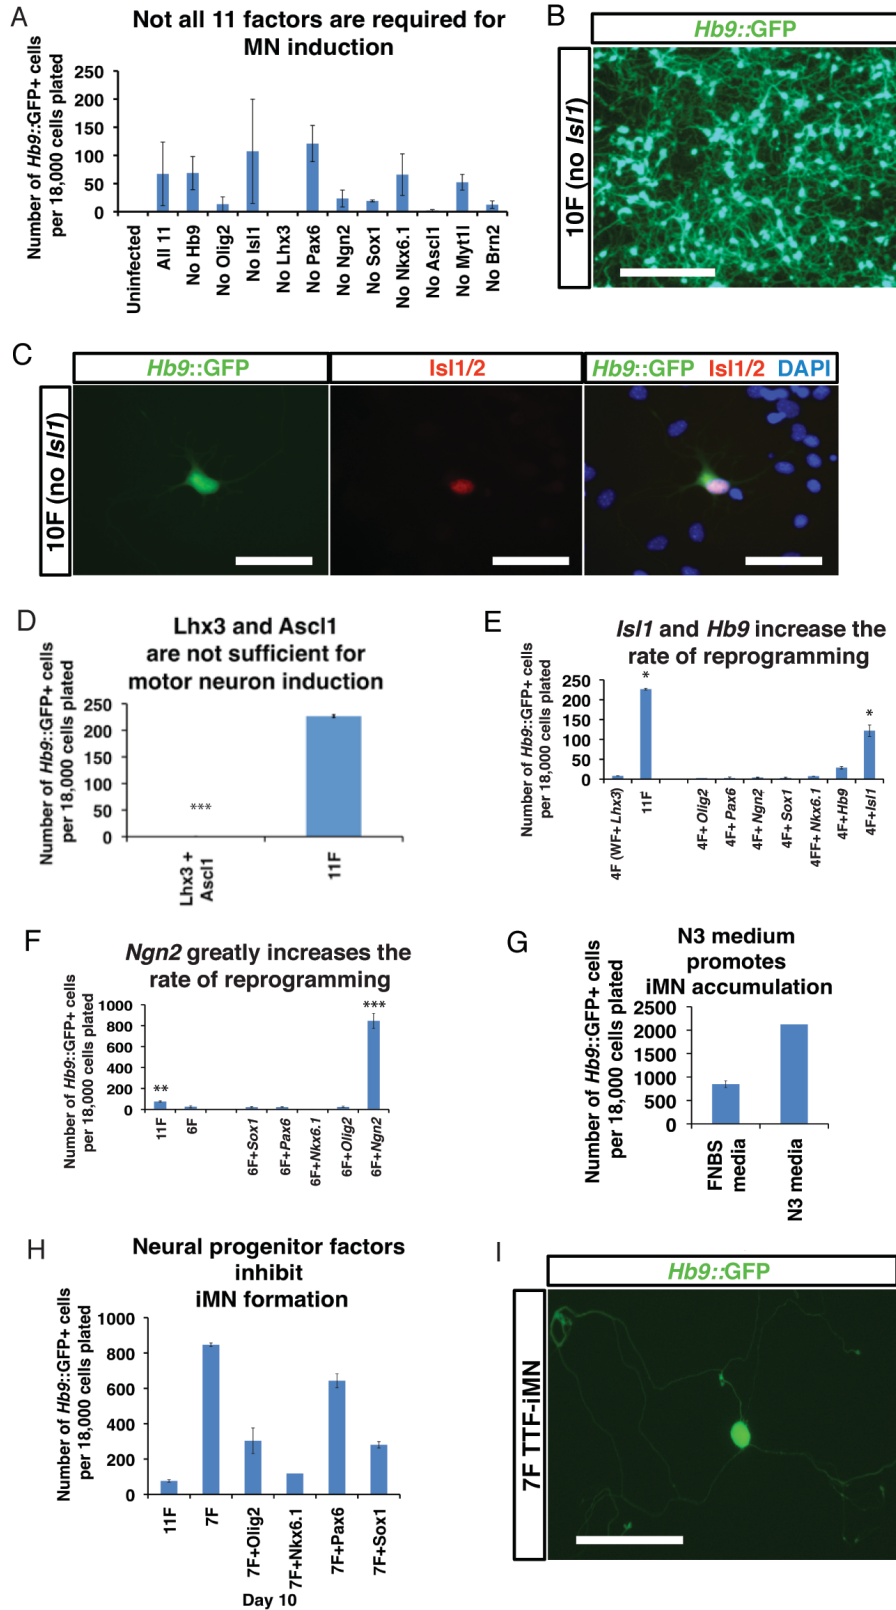 A
Not all 11 factors are required for
MN induction
Number of Hb9::GFP+ cells
per 18,000 cells plated
250
200
150
100
50
0
Uninfected
All 11
No Hb9
No Olig2
No Isl1
No Lhx3
No Pax6
No Ngn2
No Sox1
No Nkx6.1
No Ascl1
No Myt1l
No Brn2
B
Hb9::GFP
10F (no Isl1)
C
Hb9::GFP
Isl1/2
Hb9::GFP Isl1/2 DAPI
10F (no Isl1)
D
Lhx3 and Ascl1
are not sufficient for
motor neuron induction
Number of Hb9::GFP+ cells
per 18,000 cells plated
250
200
150
100
50
0
***
Lhx3 +
Ascl1
11F
E
Isl1 and Hb9 increase the
rate of reprogramming
Number of Hb9::GFP+ cells
per 18,000 cells plated
250
200
150
100
50
0
*
*
4F (WF+Lhx3)
11F
4F+Olig2
4F+Pax6
4F+Ngn2
4F+Sox1
4FF+Nkx6.1
4F+Hb9
4F+Isl1
F
Ngn2 greatly increases the
rate of reprogramming
Number of Hb9::GFP+ cells
per 18,000 cells plated
1000
800
600
400
200
0
**
***
11F
6F
6F+Sox1
6F+Pax6
6F+Nkx6.1
6F+Olig2
6F+Ngn2
G
N3 medium
promotes
iMN accumulation
Number of Hb9::GFP+ cells
per 18,000 cells plated
2500
2000
1500
1000
500
0
FNBS
media
N3 media
H
Neural progenitor factors
inhibit
iMN formation
Number of Hb9::GFP+ cells
per 18,000 cells plated
1000
800
600
400
200
0
11F
7F
7F+Olig2
7F+Nkx6.1
7F+Pax6
7F+Sox1
Day 10
I
Hb9::GFP
7F TTF-iMN